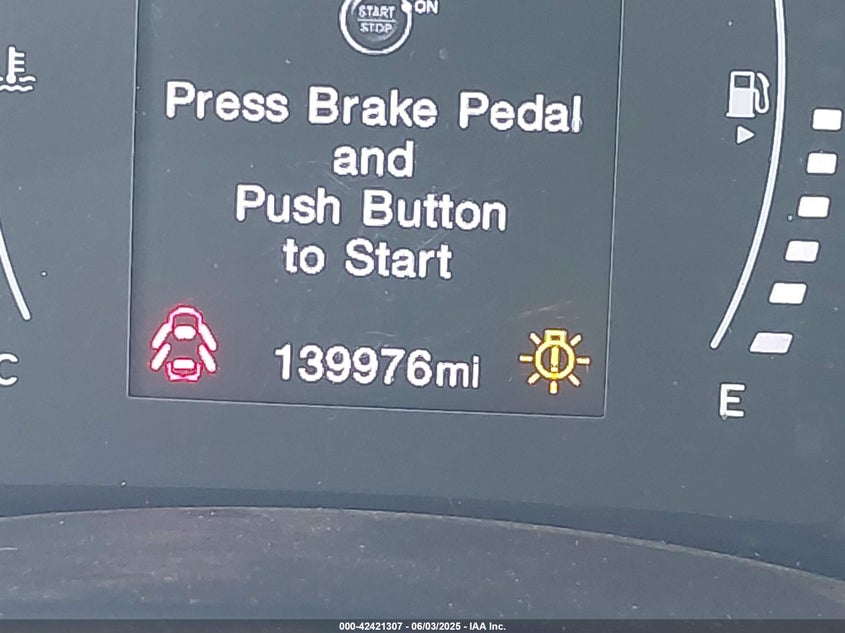 START
STOP
ON
Press Brake Pedal
and
Push Button
to Start
139976mi
C
E
000-42421307 - 06/03/2025 - IAA Inc.